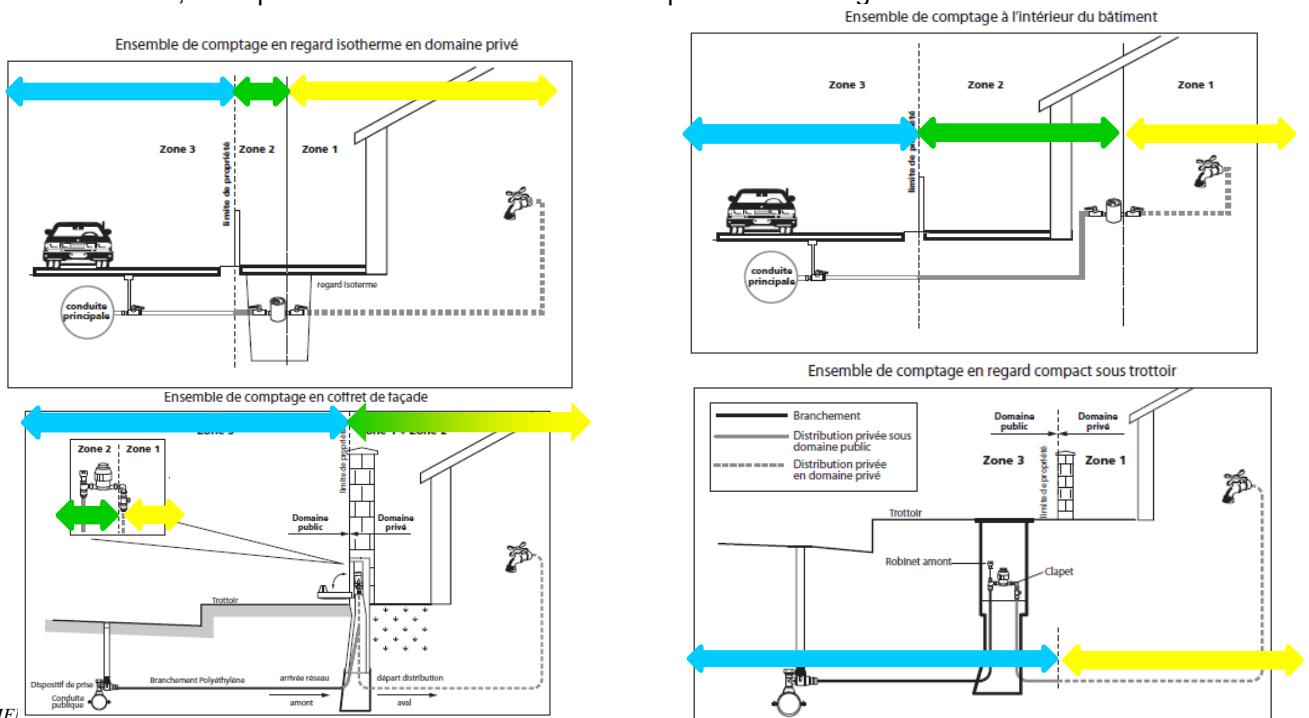 Ensemble de comptage en regard isotherme en domaine privé
Zone 3
limite de propriété
Zone 2
Zone 1
conduite
principale
regard Isoterme
Ensemble de comptage à l'intérieur du bâtiment
Zone 3
Zone 2
Zone 1
limite de propriété
conduite
principale
Ensemble de comptage en coffret de façade
Zone 2
Zone 1
limite de propriété
Domaine
public
Domaine
privé
Trottoir
Dispositif de prise
Conduite
publique
Branchement Polyéthylène
arrivée réseau
amont
départ distribution
aval
Ensemble de comptage en regard compact sous trottoir
Branchement
Distribution privée sous
domaine public
Distribution privée
en domaine privé
Domaine
public
Domaine
privé
Zone 3
limite de propriété
Zone 1
Trottoir
Robinet amont
Clapet